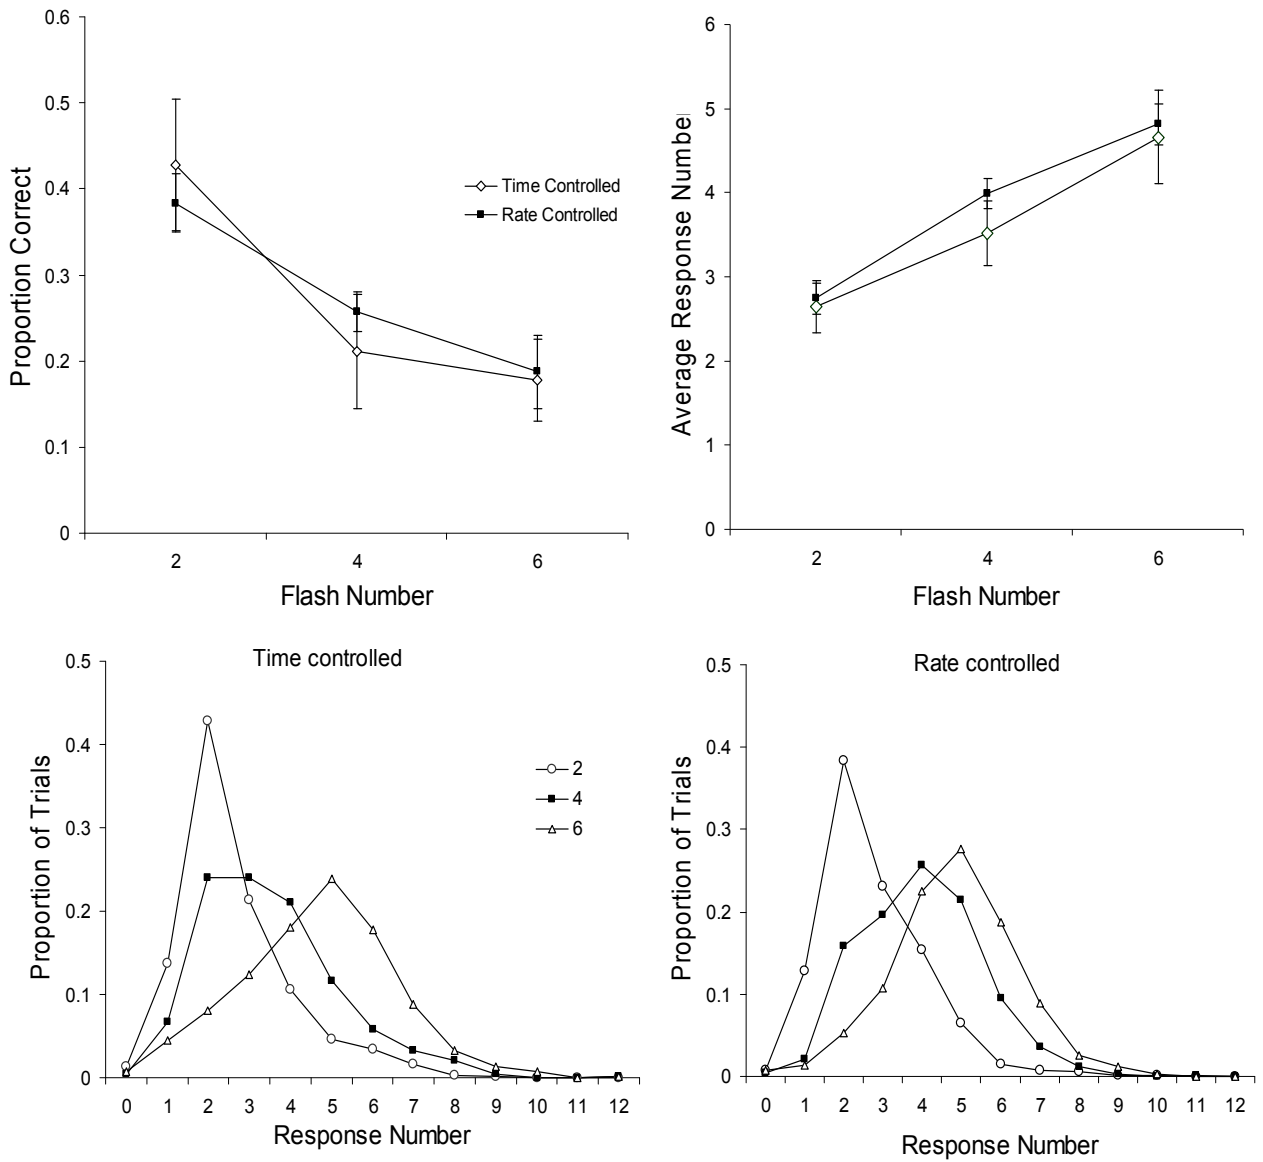 0.6
0.5
0.4
0.3
0.2
0.1
0
Proportion Correct
Time Controlled
Rate Controlled
2 4 6
Flash Number
6
5
4
3
2
1
0
Average Response Number
2 4 6
Flash Number
Time controlled
0.5
0.4
0.3
0.2
0.1
0
Proportion of Trials
2
4
6
0 1 2 3 4 5 6 7 8 9 10 11 12
Response Number
Rate controlled
0.5
0.4
0.3
0.2
0.1
0
Proportion of Trials
0 1 2 3 4 5 6 7 8 9 10 11 12
Response Number